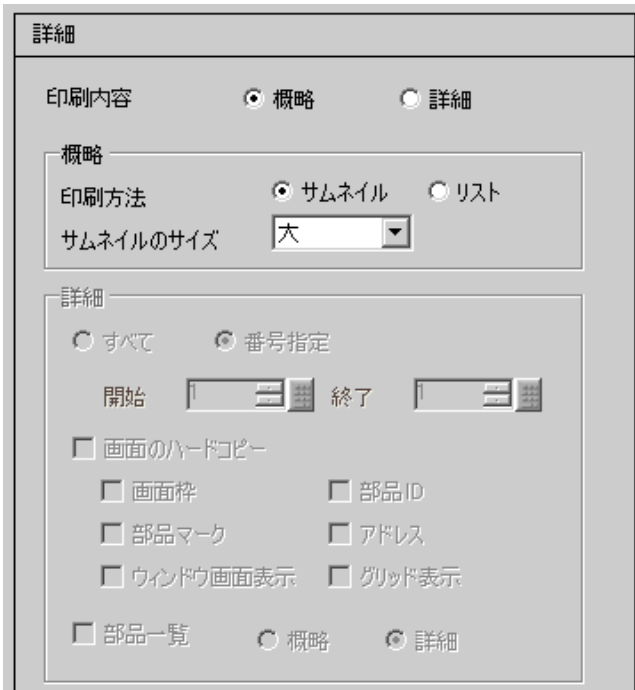 詳細
印刷内容 概略 詳細
概略
印刷方法 サムネイル リスト
サムネイルのサイズ 大
詳細
すべて 番号指定
開始 1 終了 1
画面のハードコピー
画面枠 部品ID
部品マーク アドレス
ウィンドウ画面表示 グリッド表示
部品一覧 概略 詳細